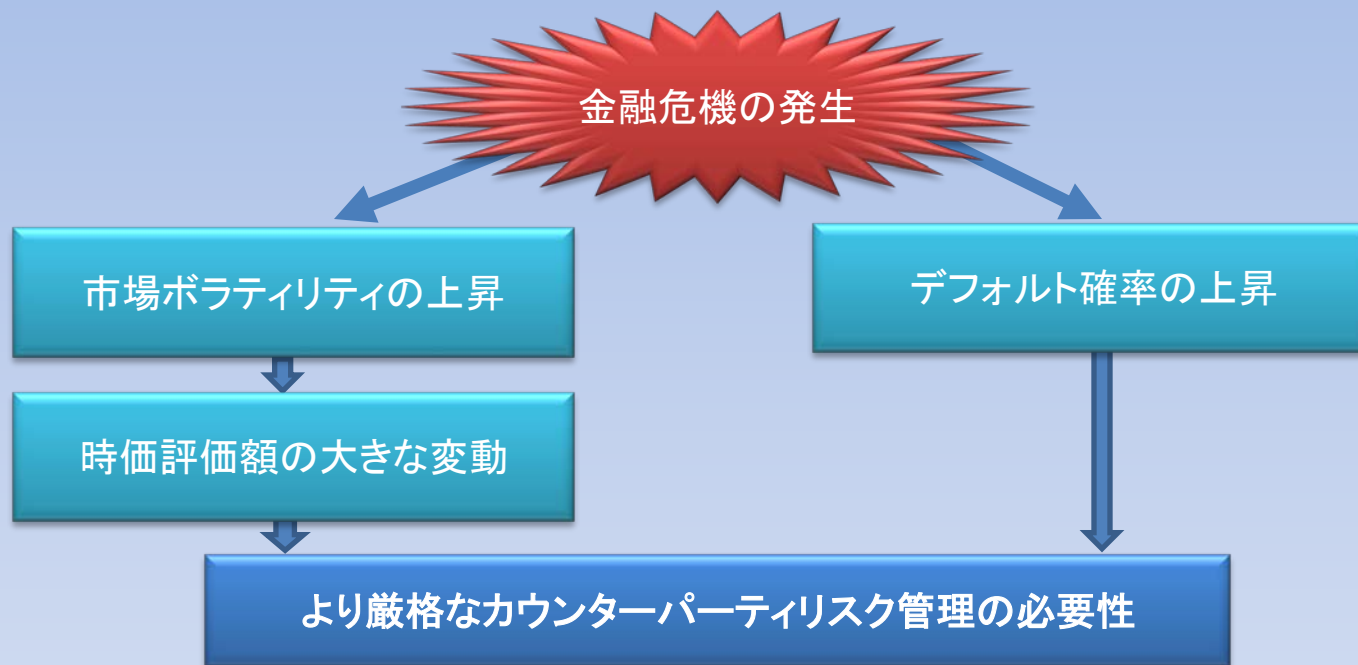 金融危機の発生
市場ボラティリティの上昇
デフォルト確率の上昇
時価評価額の大きな変動
より厳格なカウンターパーティリスク管理の必要性